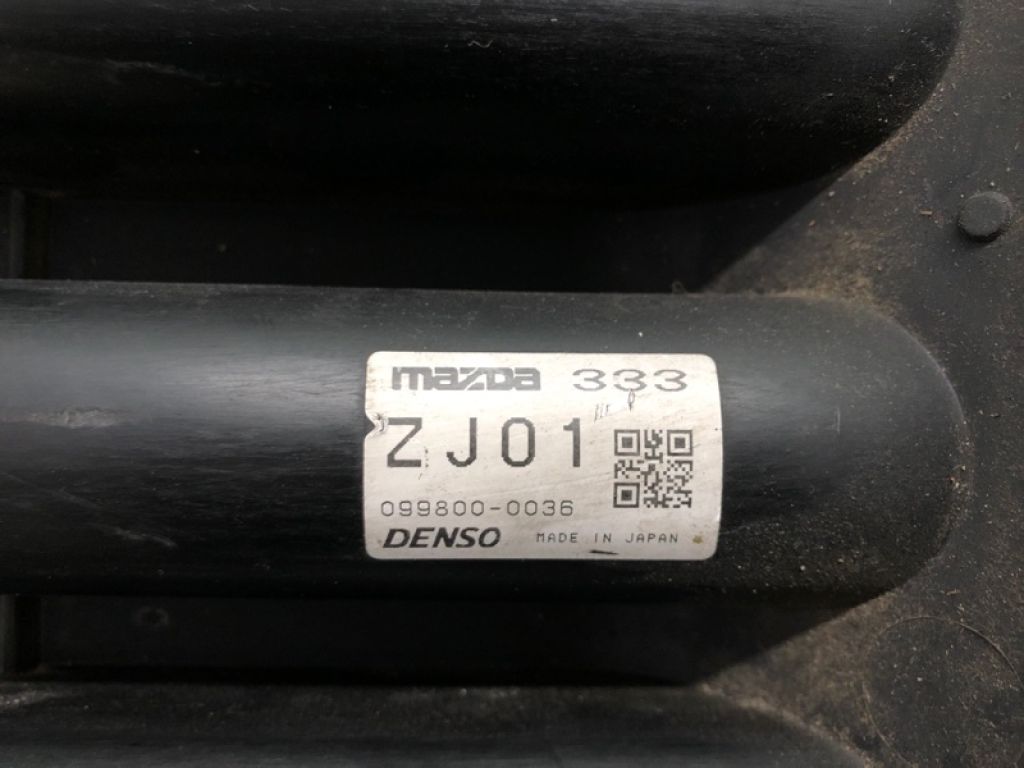 mazda 333
ZJ01
099800-0036
DENSO MADE IN JAPAN